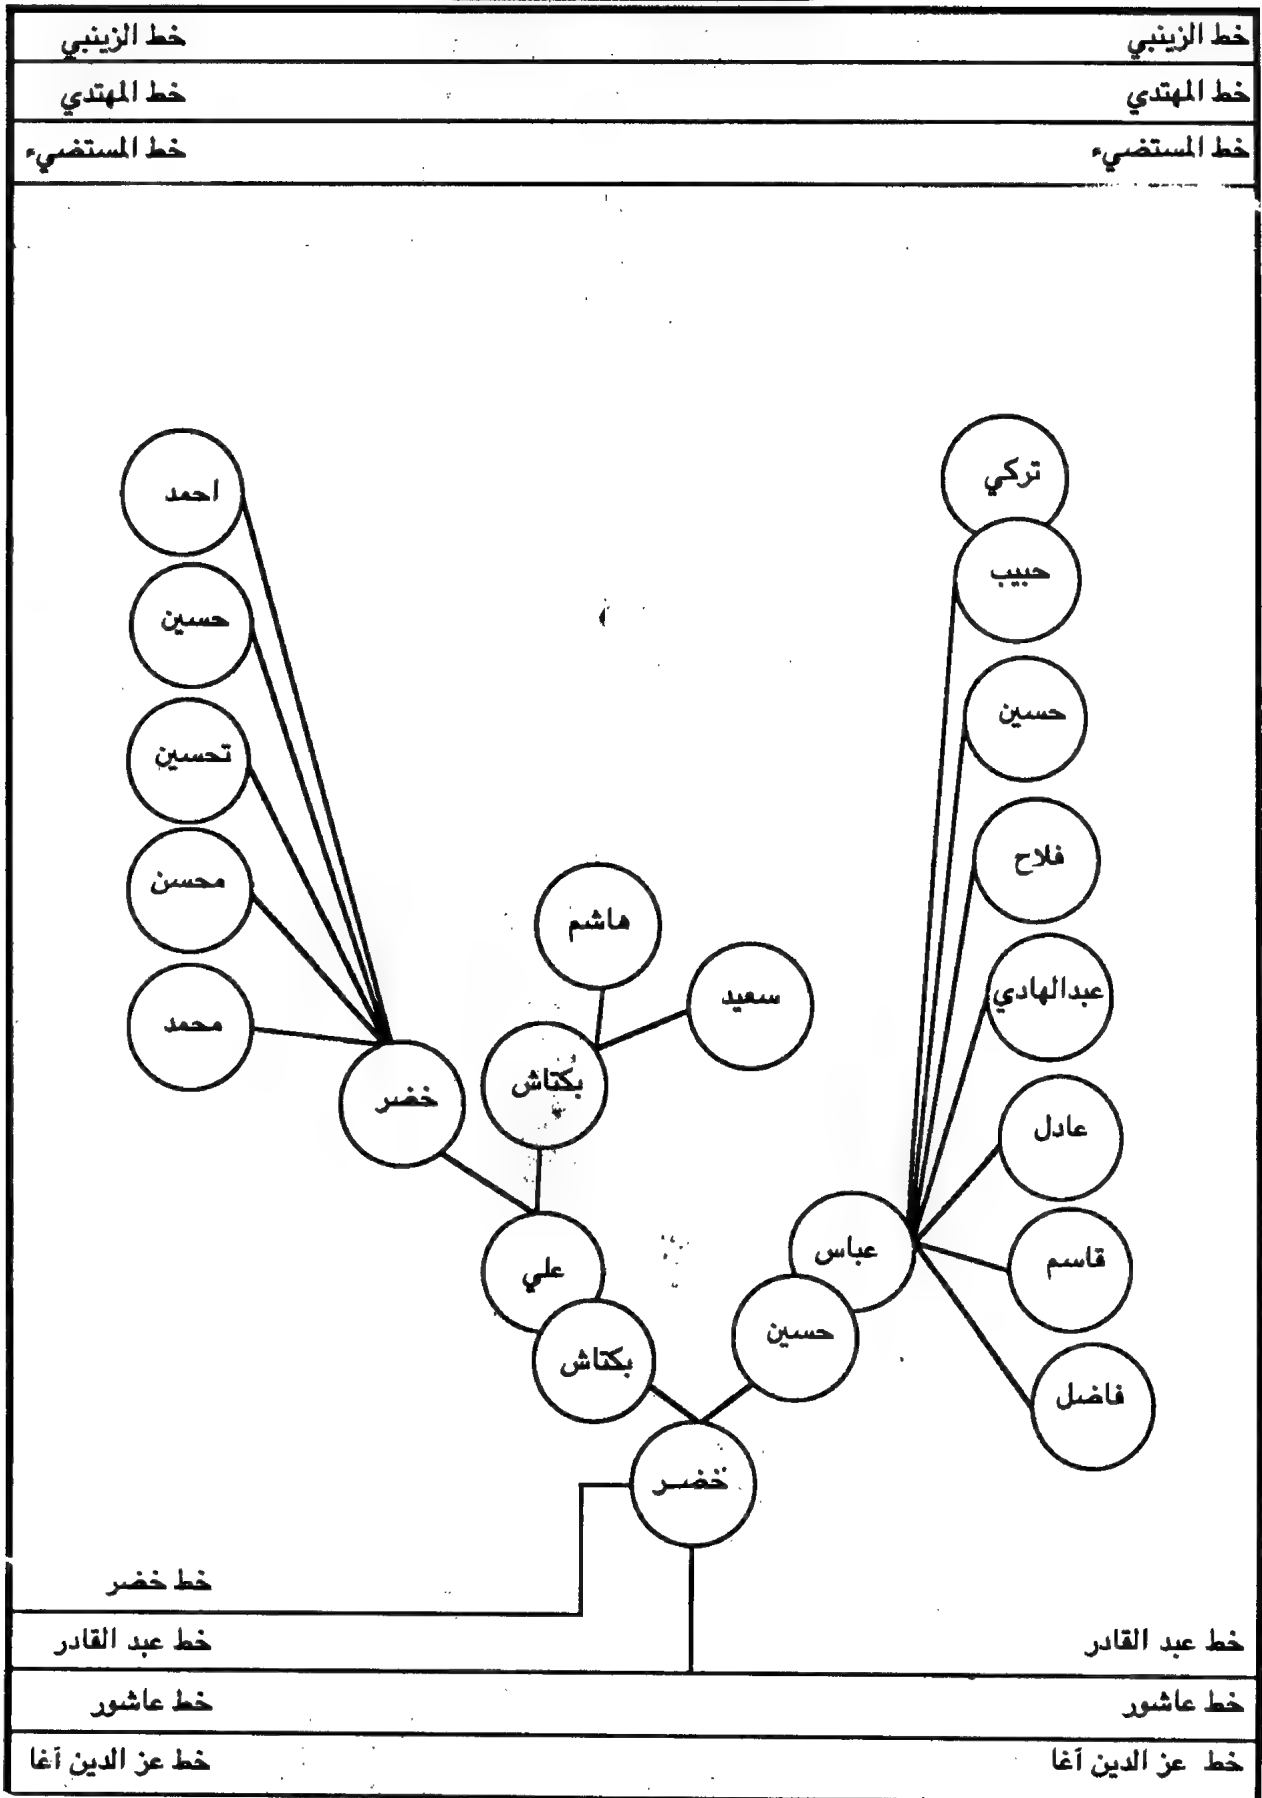 خط الزينبي خط الزينبي
خط المهتدي خط المهتدي
خط المستضيء خط المستضيء
تركي
احمد
حبيب
حسين
حسين
تحسين
فلاح
محسن
هاشم
عبدالهادي
سعيد
محمد
بكتاش
خضر
عادل
عباس
قاسم
علي
حسين
بكتاش
فاضل
خضر
خط خضر
خط عبد القادر خط عبد القادر
خط عاشور خط عاشور
خط عز الدين آغا خط عز الدين آغا